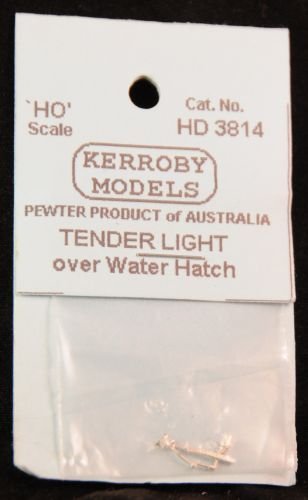 `HO'
Scale
Cat. No.
HD 3814
KERROBY
MODELS
PEWTER PRODUCT of AUSTRALIA
TENDER LIGHT
over Water Hatch